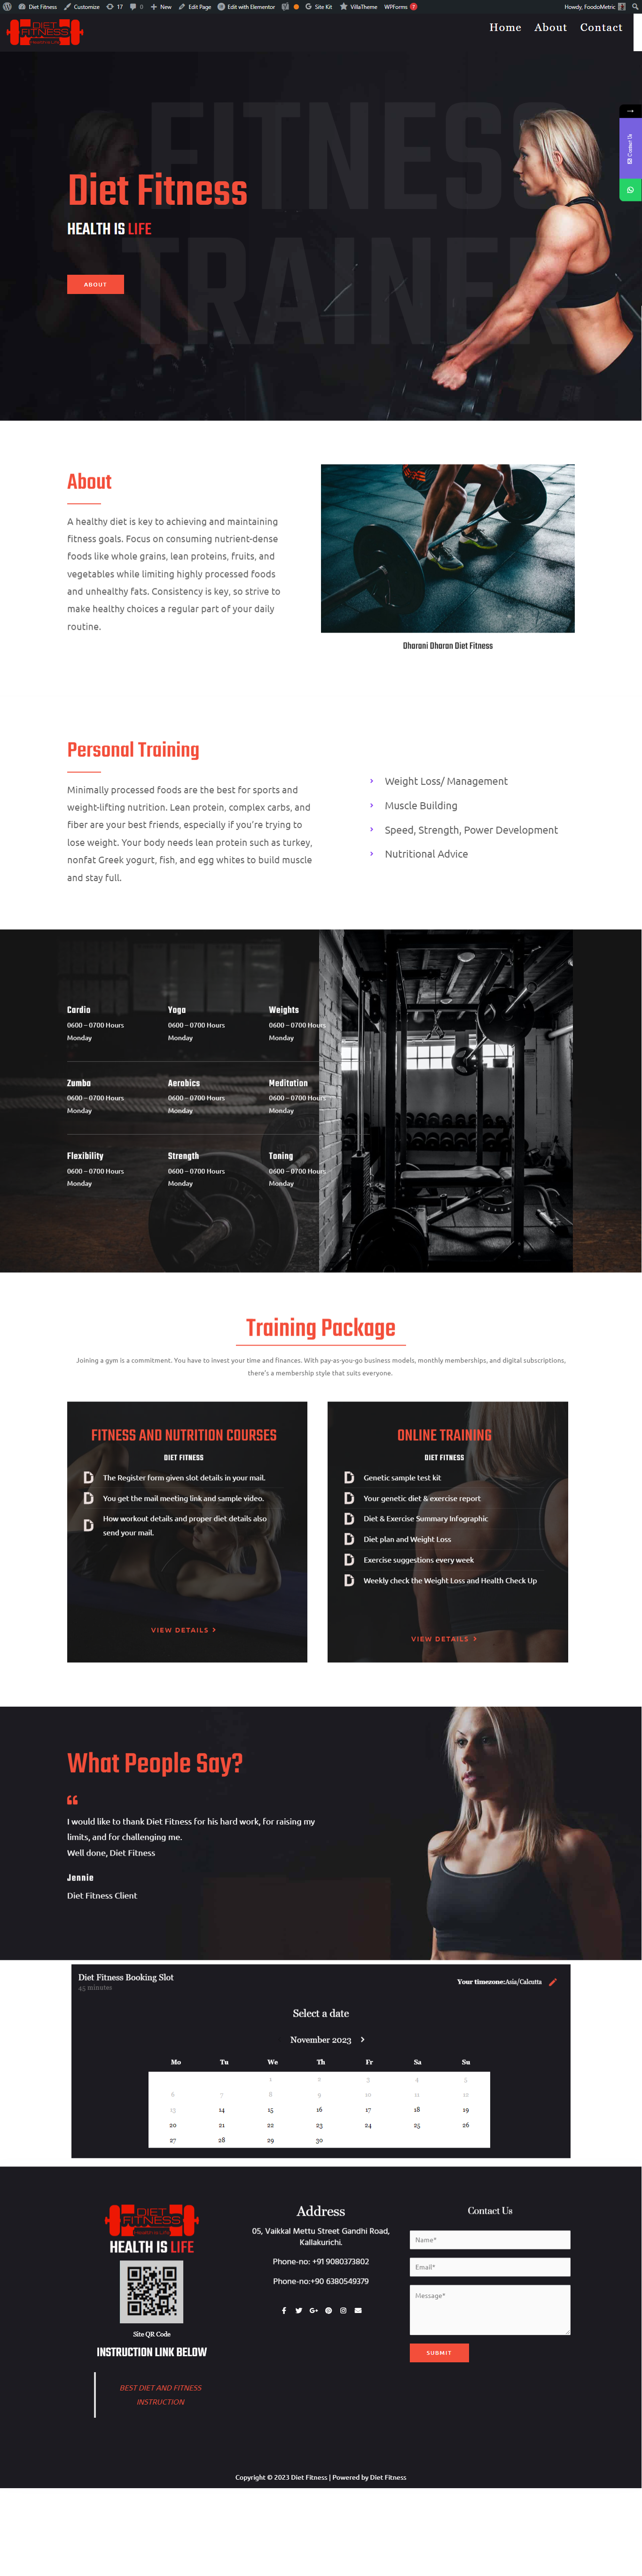 Diet Fitness
Customize
17
0
New
Edit Page
Edit with Elementor
Site Kit
VillaTheme
WPForms
Howdy, FoodoMetric
DIET
FITNESS
Home
About
Contact
FITNESS
TRAINER
Contact Us
Diet Fitness
HEALTH IS LIFE
ABOUT
About
A healthy diet is key to achieving and maintaining
fitness goals. Focus on consuming nutrient-dense
foods like whole grains, lean proteins, fruits, and
vegetables while limiting highly processed foods
and unhealthy fats. Consistency is key, so strive to
make healthy choices a regular part of your daily
routine.
Dharani Dharan Diet Fitness
Personal Training
Minimally processed foods are the best for sports and
weight-lifting nutrition. Lean protein, complex carbs, and
fiber are your best friends, especially if you're trying to
lose weight. Your body needs lean protein such as turkey,
nonfat Greek yogurt, fish, and egg whites to build muscle
and stay full.
Weight Loss/ Management
Muscle Building
Speed, Strength, Power Development
Nutritional Advice
Cardio
0600 – 0700 Hours
Monday
Yoga
0600 – 0700 Hours
Monday
Weights
0600 – 0700 Hours
Monday
Zumba
0600 – 0700 Hours
Monday
Aerobics
0600 – 0700 Hours
Monday
Meditation
0600 – 0700 Hours
Monday
Flexibility
0600 – 0700 Hours
Monday
Strength
0600 – 0700 Hours
Monday
Toning
0600 – 0700 Hours
Monday
Training Package
Joining a gym is a commitment. You have to invest your time and finances. With pay-as-you-go business models, monthly memberships, and digital subscriptions,
there's a membership style that suits everyone.
FITNESS AND NUTRITION COURSES
DIET FITNESS
The Register form given slot details in your mail.
You get the mail meeting link and sample video.
How workout details and proper diet details also
send your mail.
VIEW DETAILS
ONLINE TRAINING
DIET FITNESS
Genetic sample test kit
Your genetic diet & exercise report
Diet & Exercise Summary Infographic
Diet plan and Weight Loss
Exercise suggestions every week
Weekly check the Weight Loss and Health Check Up
VIEW DETAILS
What People Say?
I would like to thank Diet Fitness for his hard work, for raising my
limits, and for challenging me.
Well done, Diet Fitness
Jennie
Diet Fitness Client
Diet Fitness Booking Slot
45 minutes
Your timezone:Asia/Calcutta
Select a date
November 2023
Mo Tu We Th Fr Sa Su
1 2 3 4 5
6 7 8 9 10 11 12
13 14 15 16 17 18 19
20 21 22 23 24 25 26
27 28 29 30
DIET
FITNESS
HEALTH IS LIFE
Site QR Code
INSTRUCTION LINK BELOW
BEST DIET AND FITNESS
INSTRUCTION
Address
05, Vaikkal Mettu Street Gandhi Road,
Kallakurichi.
Phone-no: +91 9080373802
Phone-no:+90 6380549379
Contact Us
Name*
Email*
Message*
SUBMIT
Copyright © 2023 Diet Fitness | Powered by Diet Fitness